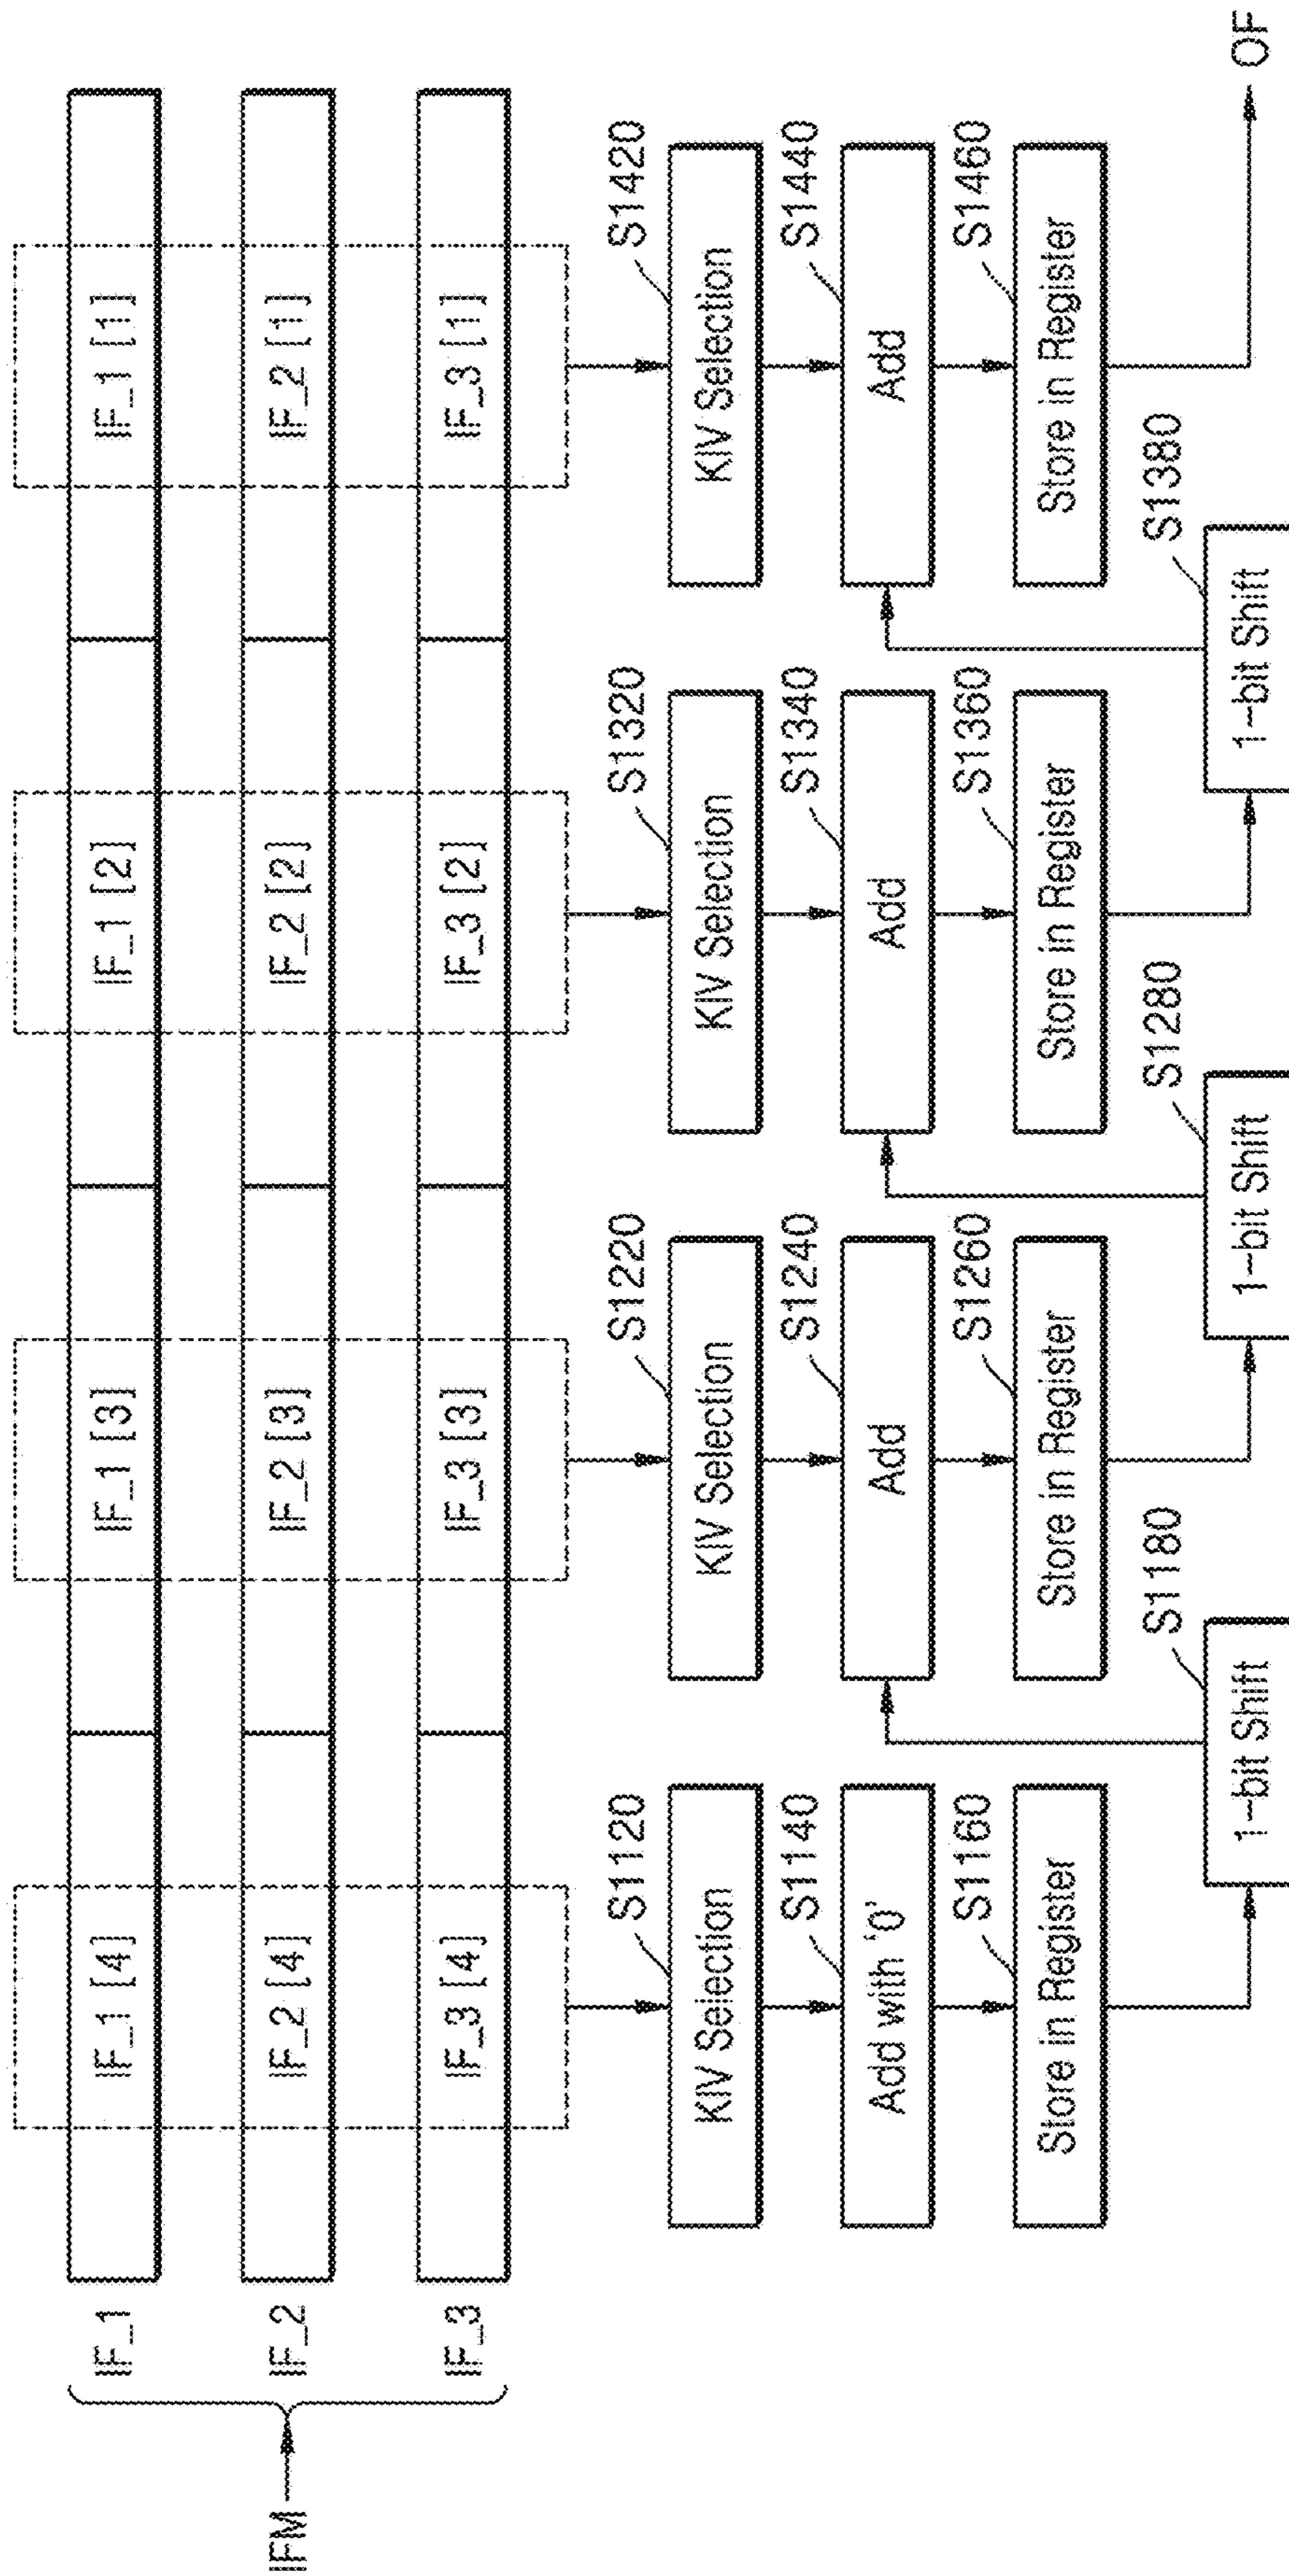 IFM
IF_1
IF_1 [4]
IF_1 [3]
IF_1 [2]
IF_1 [1]
IF_2
IF_2 [4]
IF_2 [3]
IF_2 [2]
IF_2 [1]
IF_3
IF_3 [4]
IF_3 [3]
IF_3 [2]
IF_3 [1]
S1120
S1220
S1320
S1420
KIV Selection
KIV Selection
KIV Selection
KIV Selection
S1140
S1240
S1340
S1440
Add with '0'
Add
Add
Add
S1160
S1260
S1360
S1460
Store in Register
Store in Register
Store in Register
Store in Register
S1180
S1280
S1380
1-bit Shift
1-bit Shift
1-bit Shift
OF